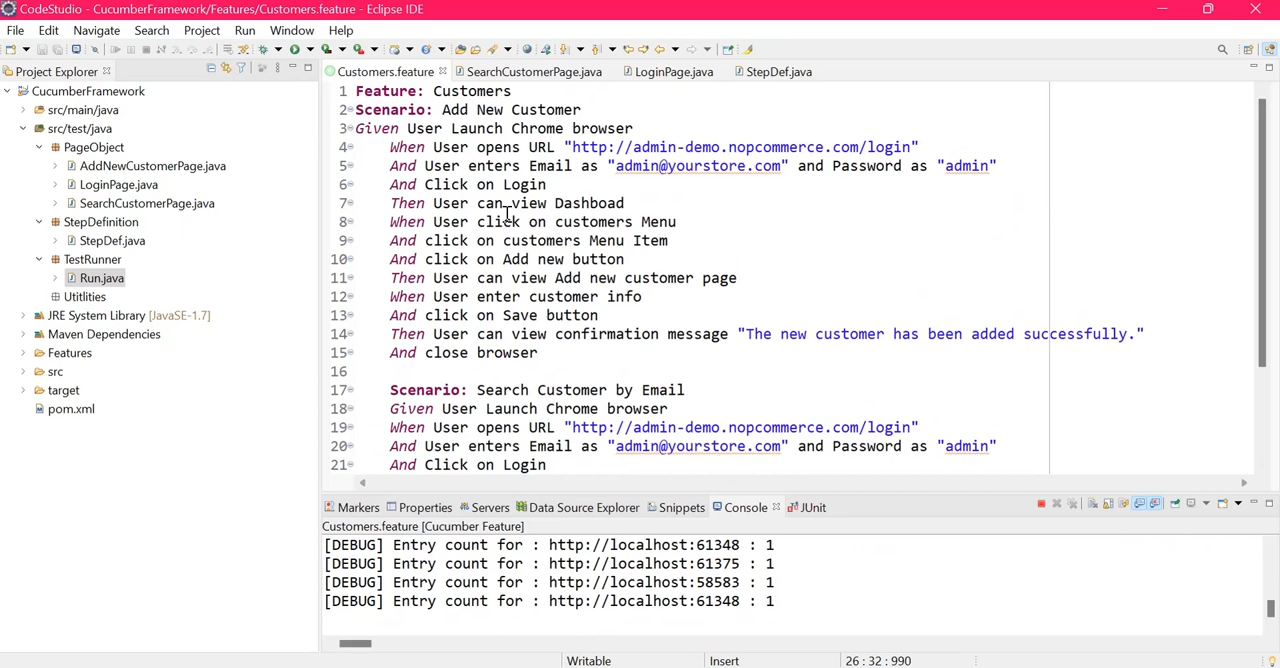 CodeStudio - CucumberFramework/Features/Customers.feature - Eclipse IDE
File Edit Navigate Search Project Run Window Help
Project Explorer
CucumberFramework
src/main/java
src/test/java
PageObject
AddNewCustomerPage.java
LoginPage.java
SearchCustomerPage.java
StepDefinition
StepDef.java
TestRunner
Run.java
Utitlities
JRE System Library [JavaSE-1.7]
Maven Dependencies
Features
src
target
pom.xml
Customers.feature SearchCustomerPage.java LoginPage.java StepDef.java
1 Feature: Customers
2 Scenario: Add New Customer
3 Given User Launch Chrome browser
4 When User opens URL "http://admin-demo.nopcommerce.com/login"
5 And User enters Email as "admin@yourstore.com" and Password as "admin"
6 And Click on Login
7 Then User can view Dashboad
8 When User click on customers Menu
9 And click on customers Menu Item
10 And click on Add new button
11 Then User can view Add new customer page
12 When User enter customer info
13 And click on Save button
14 Then User can view confirmation message "The new customer has been added successfully."
15 And close browser
16
17 Scenario: Search Customer by Email
18 Given User Launch Chrome browser
19 When User opens URL "http://admin-demo.nopcommerce.com/login"
20 And User enters Email as "admin@yourstore.com" and Password as "admin"
21 And Click on Login
Markers Properties Servers Data Source Explorer Snippets Console JUnit
Customers.feature [Cucumber Feature]
[DEBUG] Entry count for : http://localhost:61348 : 1
[DEBUG] Entry count for : http://localhost:61375 : 1
[DEBUG] Entry count for : http://localhost:58583 : 1
[DEBUG] Entry count for : http://localhost:61348 : 1
Writable Insert 26 : 32 : 990